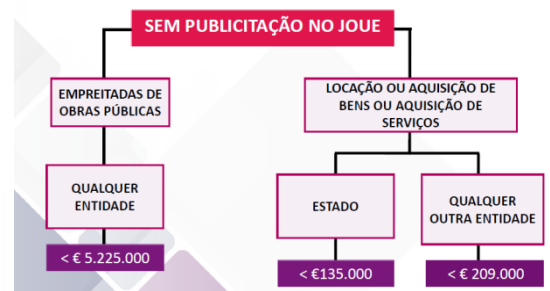 SEM PUBLICITAÇÃO NO JOUE
EMPREITADAS DE
OBRAS PÚBLICAS
LOCAÇÃO OU AQUISIÇÃO DE
BENS OU AQUISIÇÃO DE
SERVIÇOS
QUALQUER
ENTIDADE
ESTADO
QUALQUER
OUTRA ENTIDADE
< € 5.225.000
< €135.000
< € 209.000